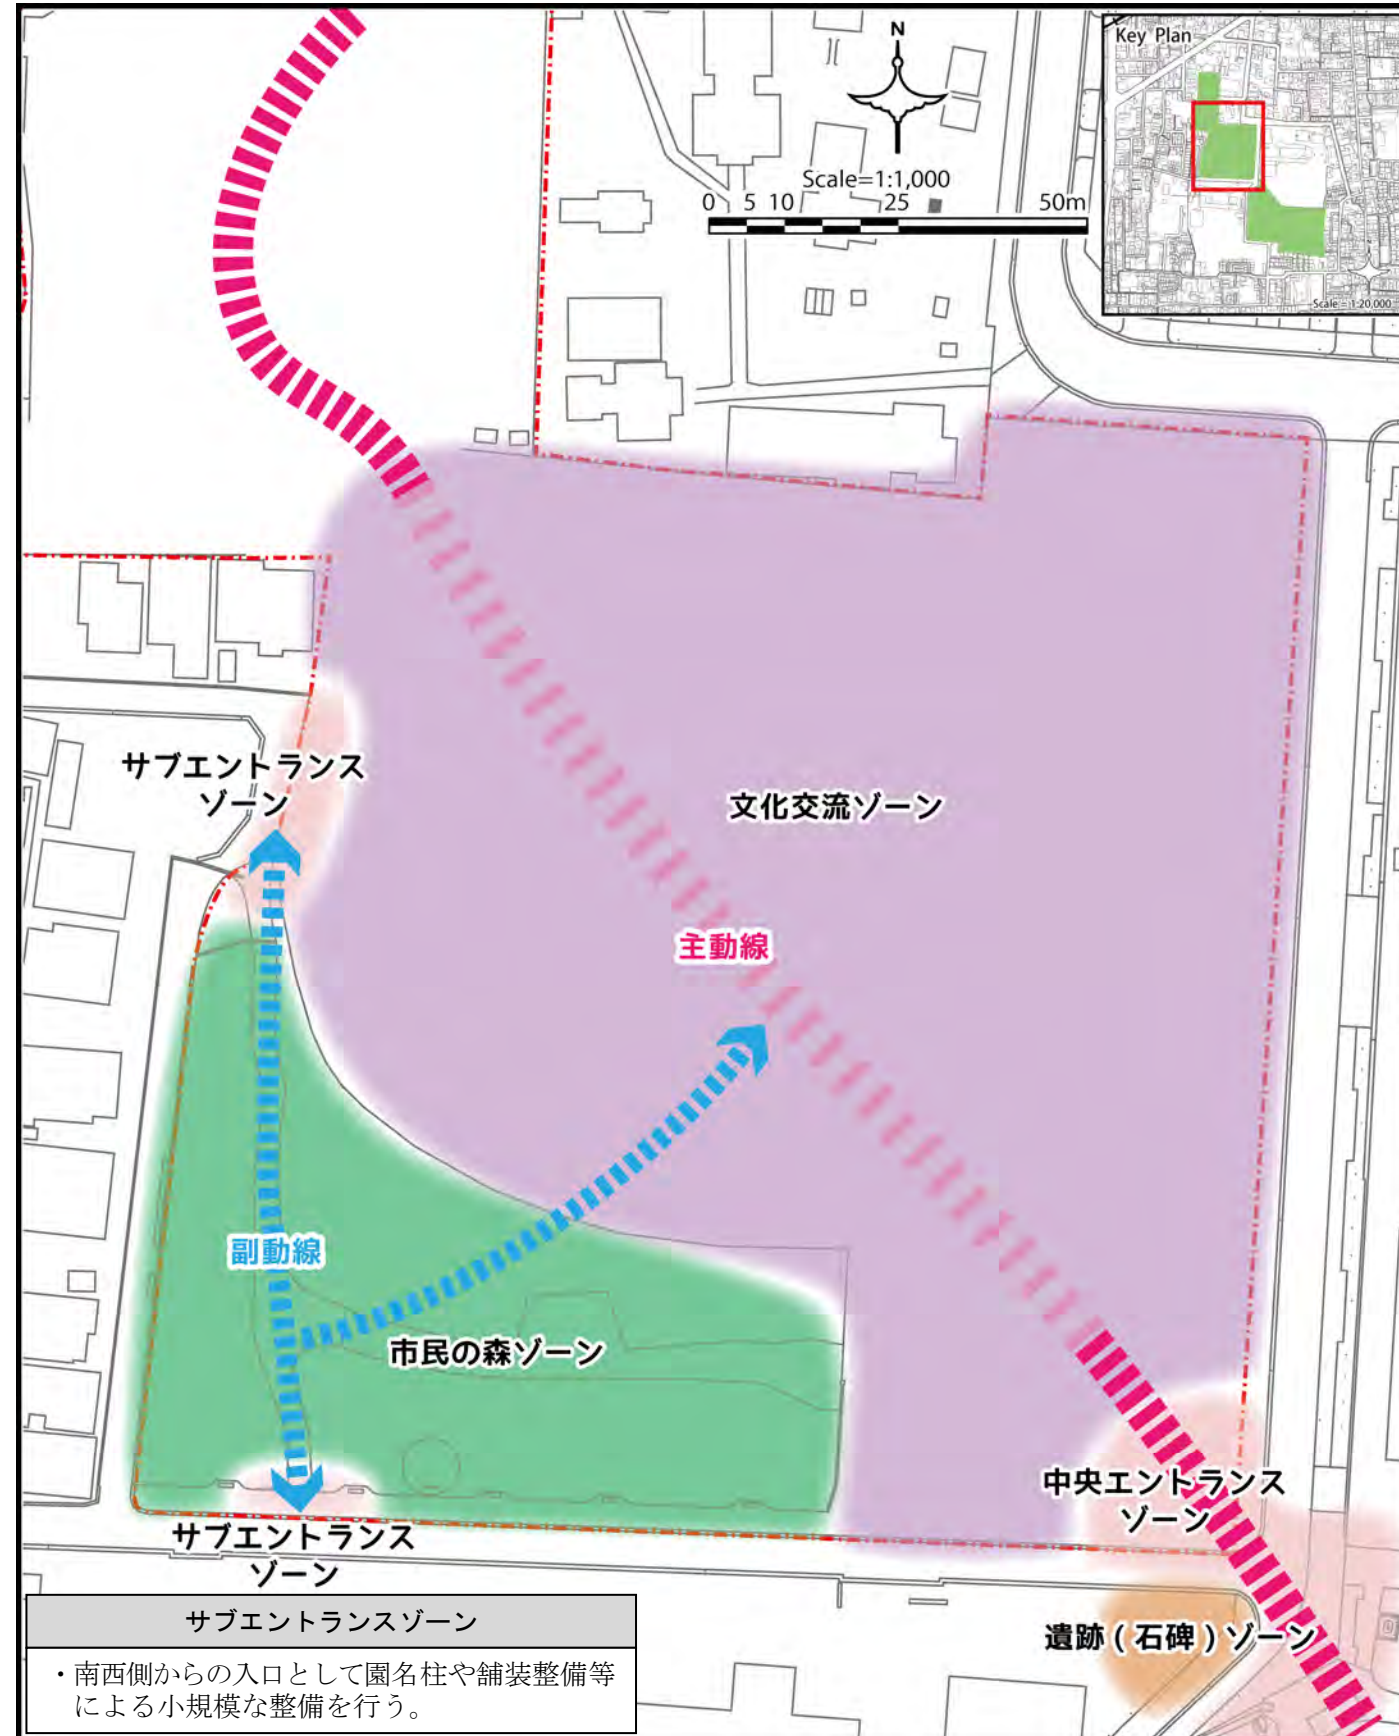 N
Key Plan
Scale=1:1,000
0 5 10 25 50m
Scale = 1:20,000
サブエントランス
ゾーン
文化交流ゾーン
主動線
副動線
市民の森ゾーン
中央エントランス
ゾーン
サブエントランス
ゾーン
遺跡(石碑)ゾーン
サブエントランスゾーン
・南西側からの入口として園名柱や舗装整備等
による小規模な整備を行う。